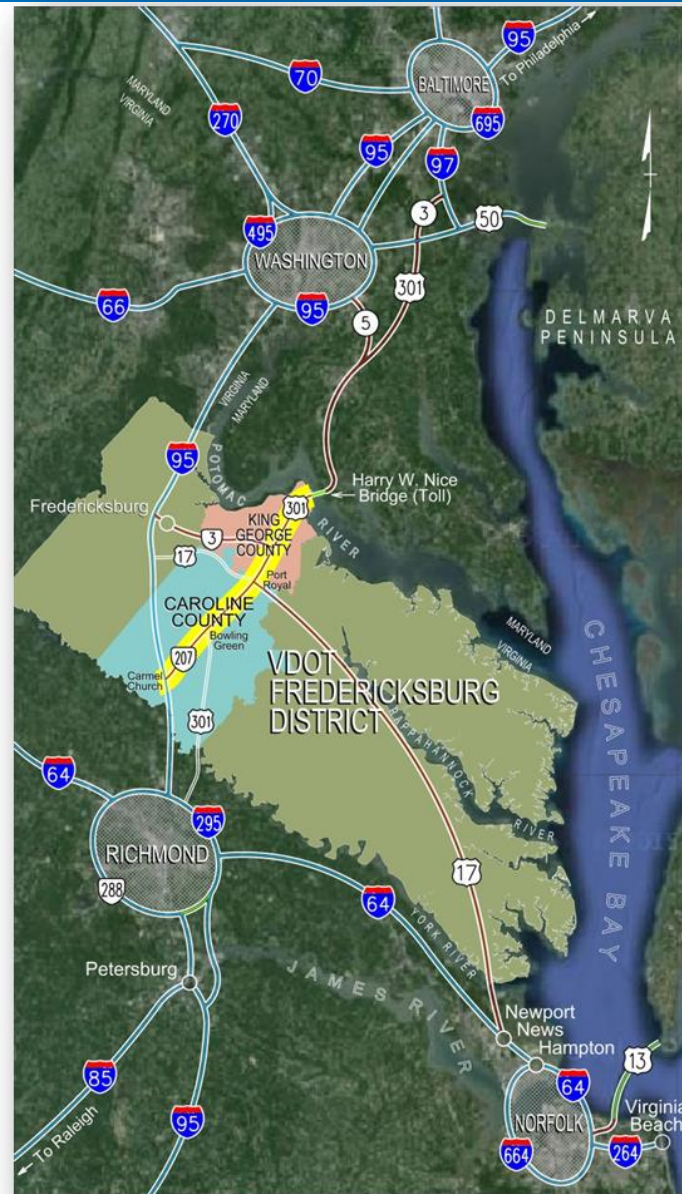 95
To Philadelphia
70
BALTIMORE
MARYLAND
VIRGINIA
270
695
95
97
3
50
495
WASHINGTON
301
66
95
5
DELMARVA
PENINSULA
VIRGINIA
MARYLAND
95
POTOMAC
RIVER
Harry W. Nice
Bridge (Toll)
301
Fredericksburg
KING
GEORGE
COUNTY
3
17
Port
Royal
CAROLINE
COUNTY
Bowling
Green
207
Carmel
Church
301
VDOT
FREDERICKSBURG
DISTRICT
MARYLAND
VIRGINIA
CHESAPEAKE BAY
RAPPAHANNOCK
RIVER
64
295
RICHMOND
288
17
64
YORK RIVER
Petersburg
JAMES RIVER
Newport
News
Hampton
13
85
64
95
NORFOLK
Virginia
Beach
664
264
To Raleigh